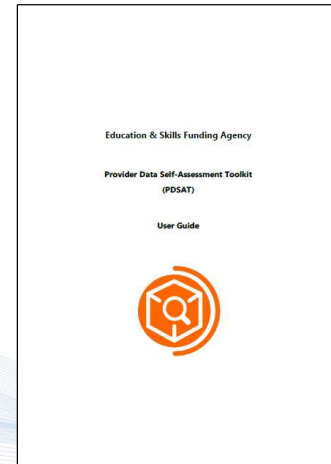 Education & Skills Funding Agency
Provider Data Self-Assessment Toolkit
(PDSAT)
User Guide